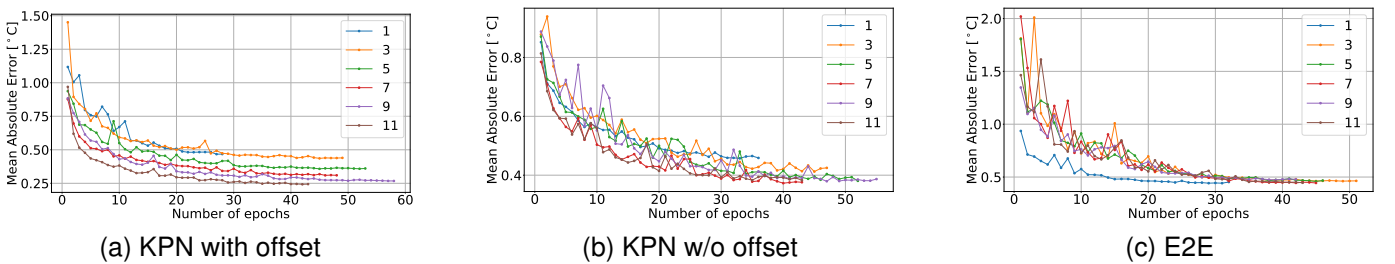 Mean Absolute Error [°C]
1.50
1.25
1.00
0.75
0.50
0.25
0 10 20 30 40 50 60
Number of epochs
1
3
5
7
9
11
(a) KPN with offset
Mean Absolute Error [°C]
0.8
0.6
0.4
0 10 20 30 40 50
Number of epochs
1
3
5
7
9
11
(b) KPN w/o offset
Mean Absolute Error [°C]
2.0
1.5
1.0
0.5
0 10 20 30 40 50
Number of epochs
1
3
5
7
9
11
(c) E2E